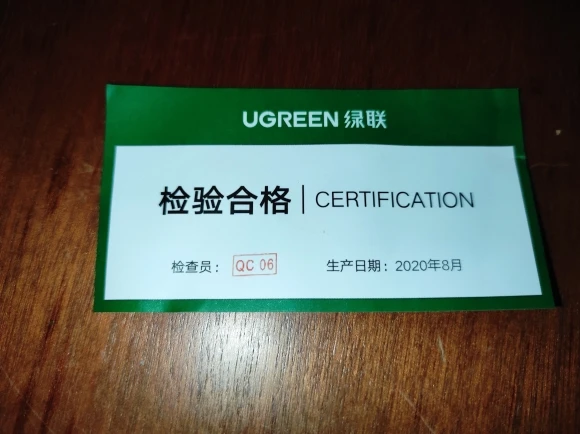 UGREEN 绿联
检验合格 | CERTIFICATION
检查员： QC 06 生产日期：2020年8月